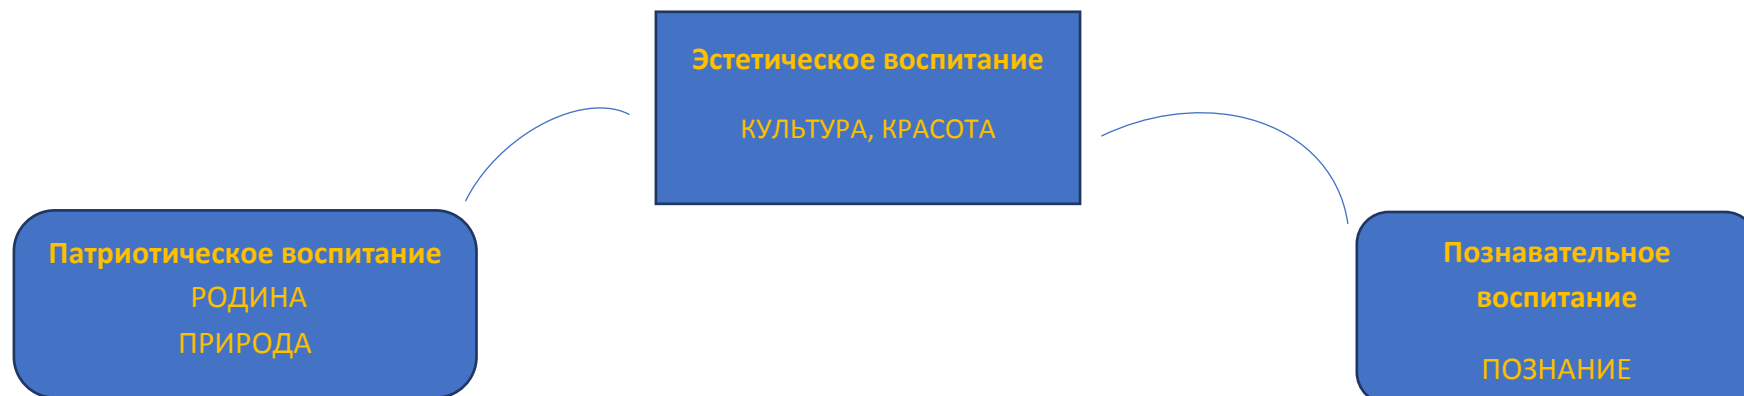 Эстетическое воспитание
КУЛЬТУРА, КРАСОТА
Патриотическое воспитание
РОДИНА
ПРИРОДА
Познавательное
воспитание
ПОЗНАНИЕ